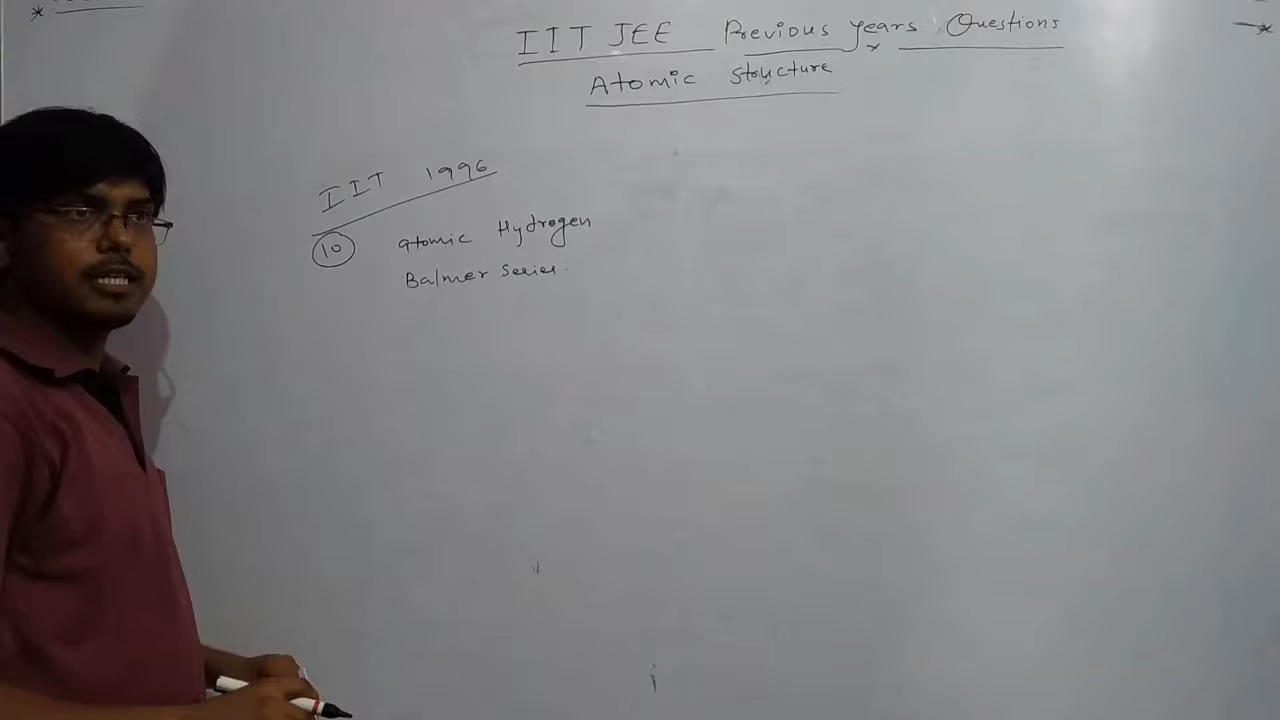 IIT JEE Previous years Questions
Atomic Structure
IIT 1996
10 atomic Hydrogen
Balmer Series.